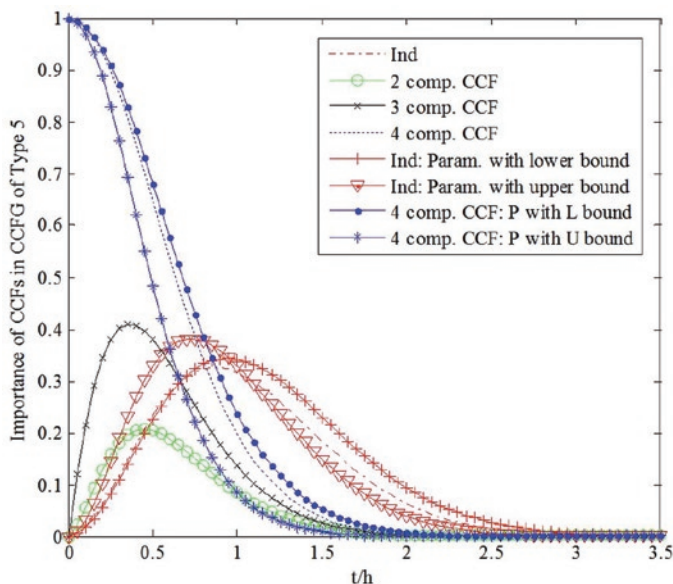 Importance of CCFs in CCFG of Type 5
1
0.9
0.8
0.7
0.6
0.5
0.4
0.3
0.2
0.1
0
Ind
2 comp. CCF
3 comp. CCF
4 comp. CCF
Ind: Param. with lower bound
Ind: Param. with upper bound
4 comp. CCF: P with L bound
4 comp. CCF: P with U bound
0 0.5 1 1.5 2 2.5 3 3.5
t/h